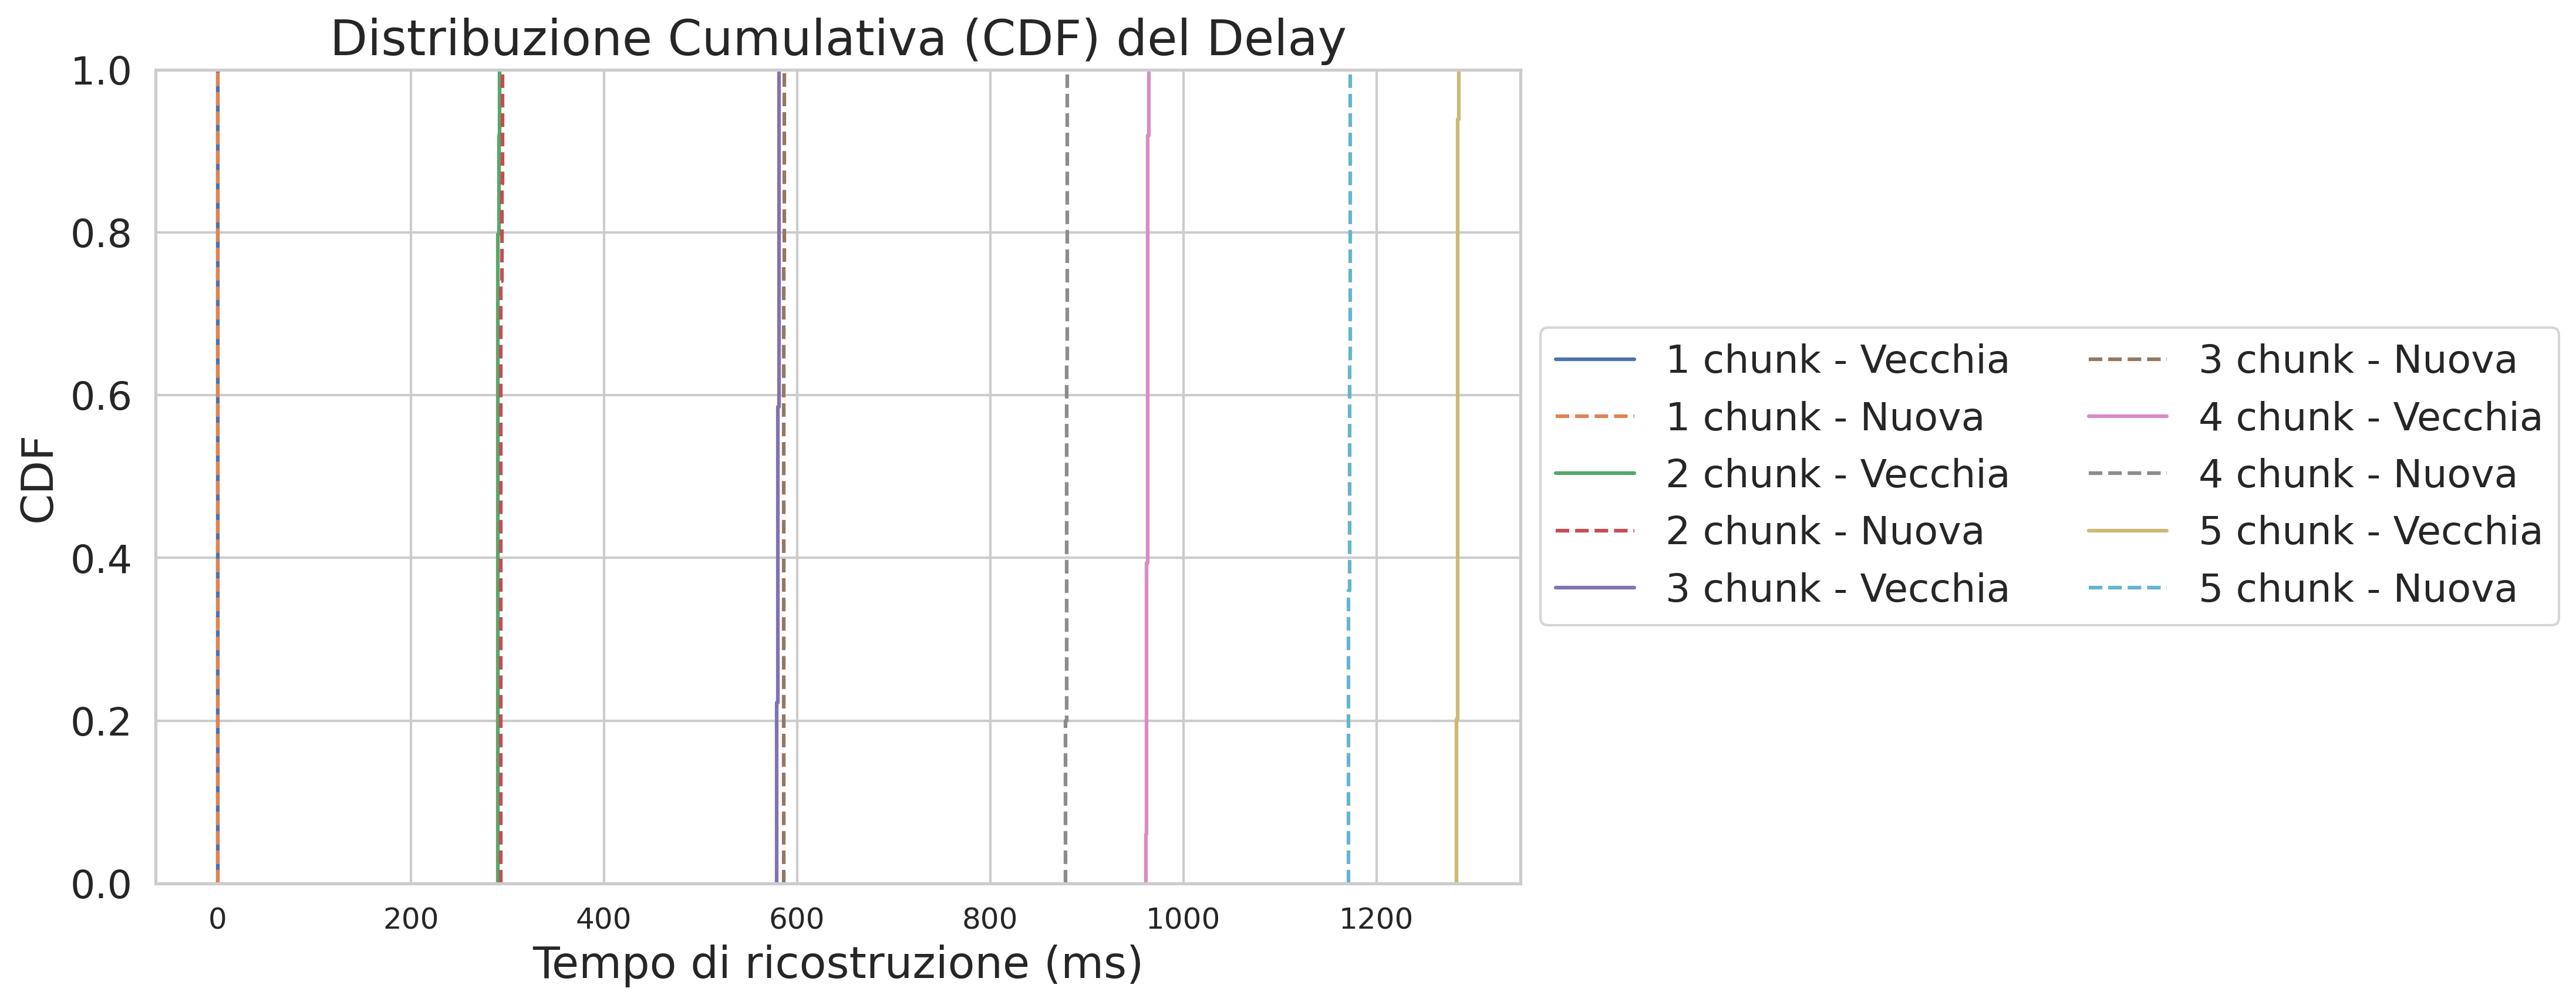 Distribuzione Cumulativa (CDF) del Delay
1.0
0.8
0.6
0.4
0.2
0.0
CDF
0 200 400 600 800 1000 1200
Tempo di ricostruzione (ms)
1 chunk - Vecchia
1 chunk - Nuova
2 chunk - Vecchia
2 chunk - Nuova
3 chunk - Vecchia
3 chunk - Nuova
4 chunk - Vecchia
4 chunk - Nuova
5 chunk - Vecchia
5 chunk - Nuova